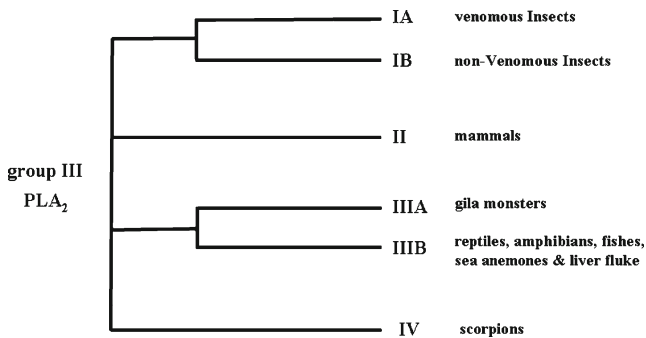 IA venomous Insects
IB non-Venomous Insects
II mammals
group III
PLA2
IIIA gila monsters
IIIB reptiles, amphibians, fishes,
sea anemones & liver fluke
IV scorpions